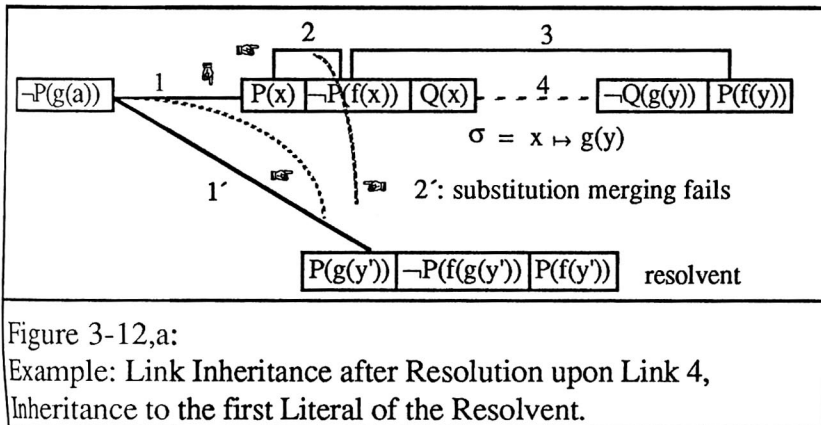 2
3
1
4
¬P(g(a))
P(x) ¬P(f(x)) Q(x)
¬Q(g(y)) P(f(y))
σ = x ↦ g(y)
1´
2´: substitution merging fails
P(g(y')) ¬P(f(g(y')) P(f(y')) resolvent
Figure 3-12,a:
Example: Link Inheritance after Resolution upon Link 4,
Inheritance to the first Literal of the Resolvent.